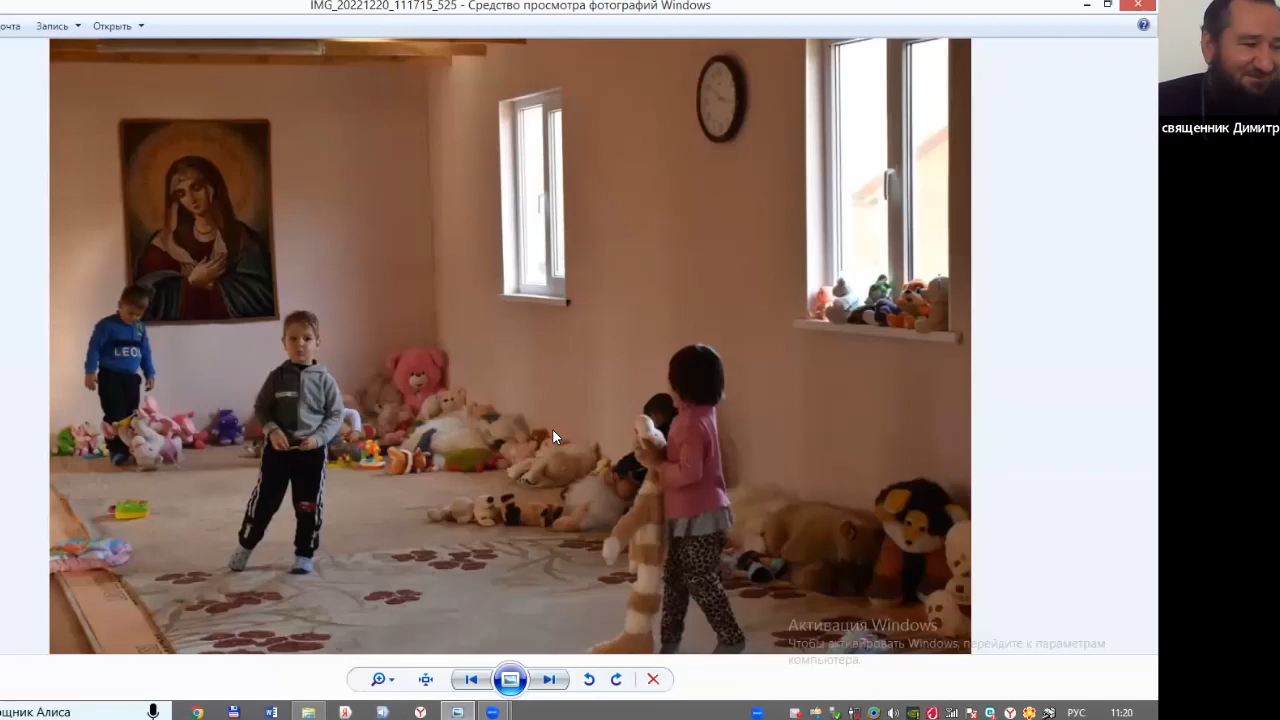 IMG_20221220_111715_525 - Средство просмотра фотографий Windows
очта Запись Открыть
священник Димитр
LEO
Активация Windows
Чтобы активировать Windows, перейдите к параметрам
компьютера.
ощник Алиса
РУС 11:20